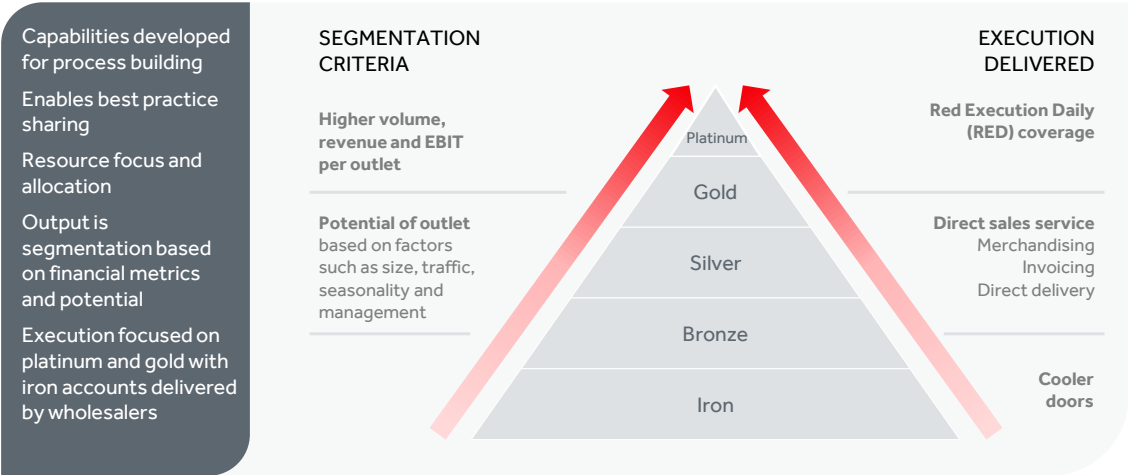 Capabilities developed
for process building
Enables best practice
sharing
Resource focus and
allocation
Output is
segmentation based
on financial metrics
and potential
Execution focused on
platinum and gold with
iron accounts delivered
by wholesalers
SEGMENTATION
CRITERIA
Higher volume,
revenue and EBIT
per outlet
Potential of outlet
based on factors
such as size, traffic,
seasonality and
management
Platinum
Gold
Silver
Bronze
Iron
EXECUTION
DELIVERED
Red Execution Daily
(RED) coverage
Direct sales service
Merchandising
Invoicing
Direct delivery
Cooler
doors